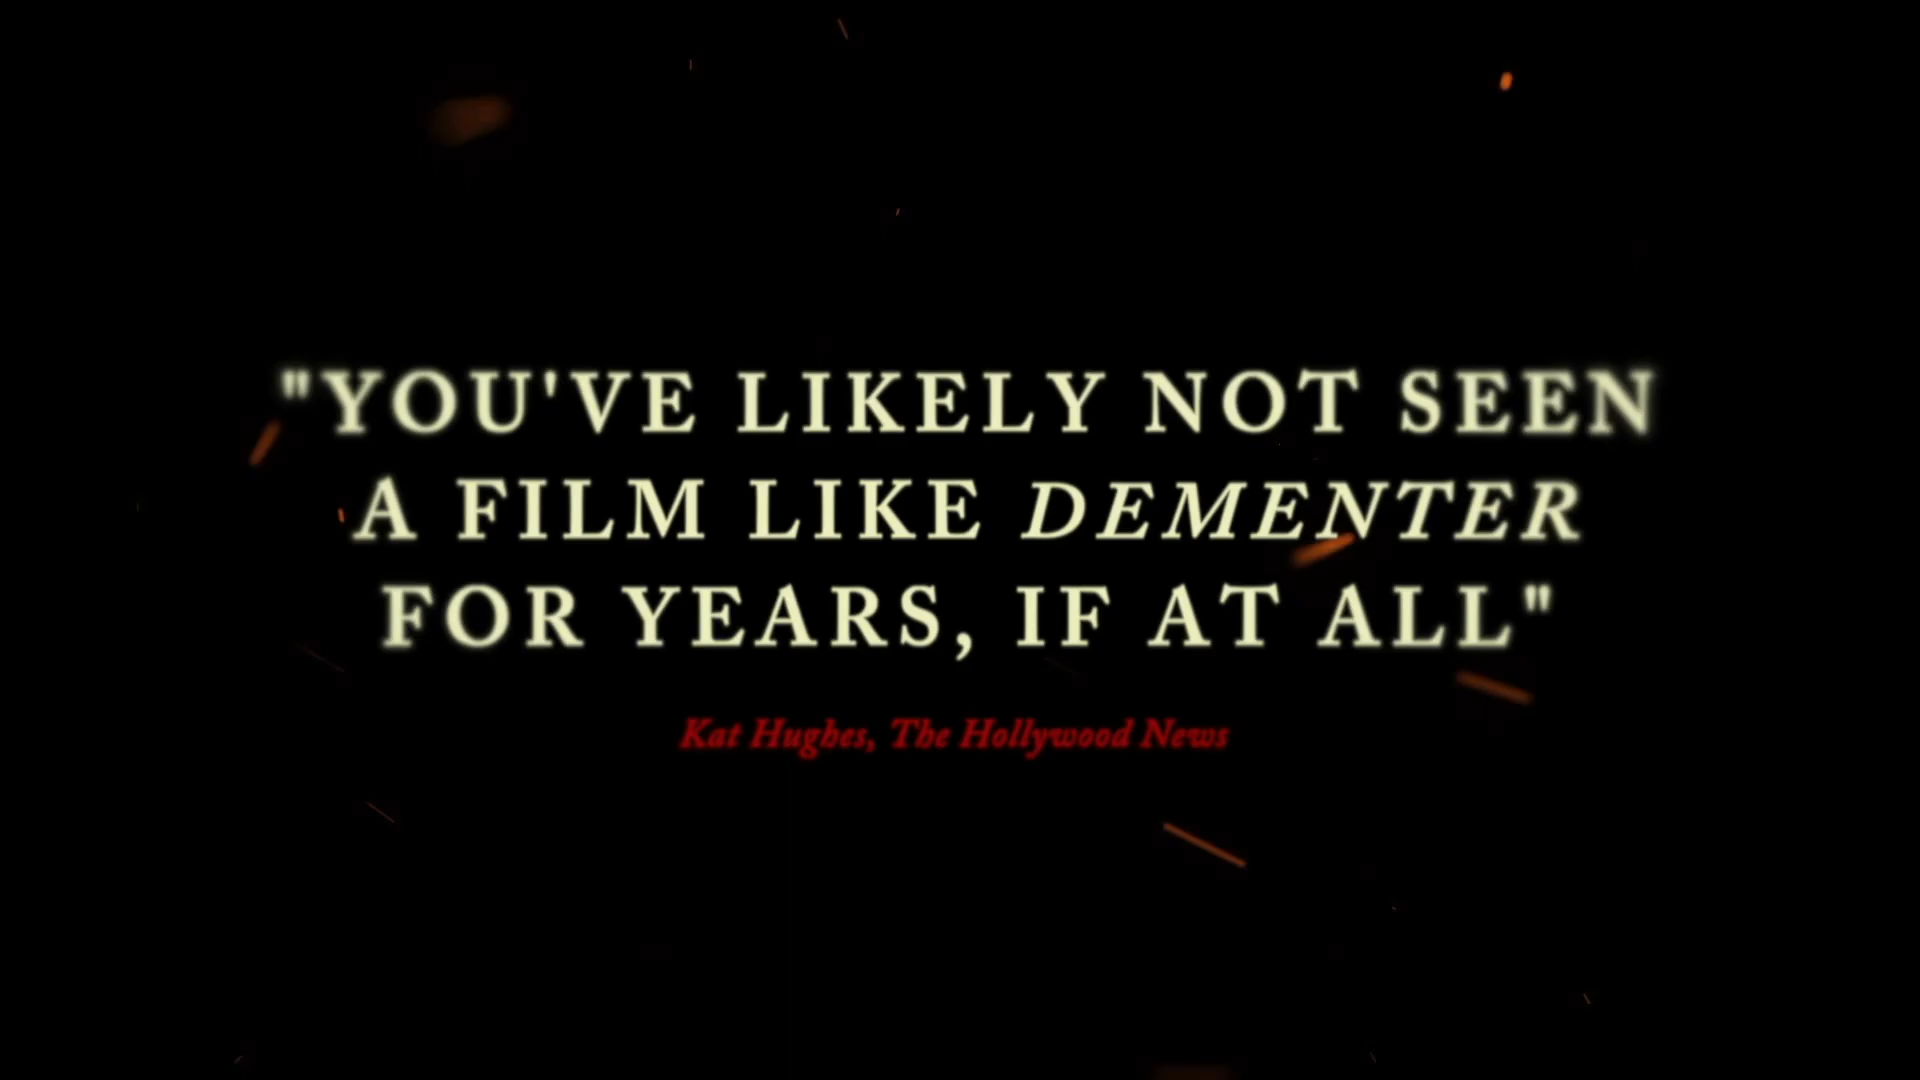 "YOU'VE LIKELY NOT SEEN
A FILM LIKE DEMENTER
FOR YEARS, IF AT ALL"
Kat Hughes, The Hollywood News